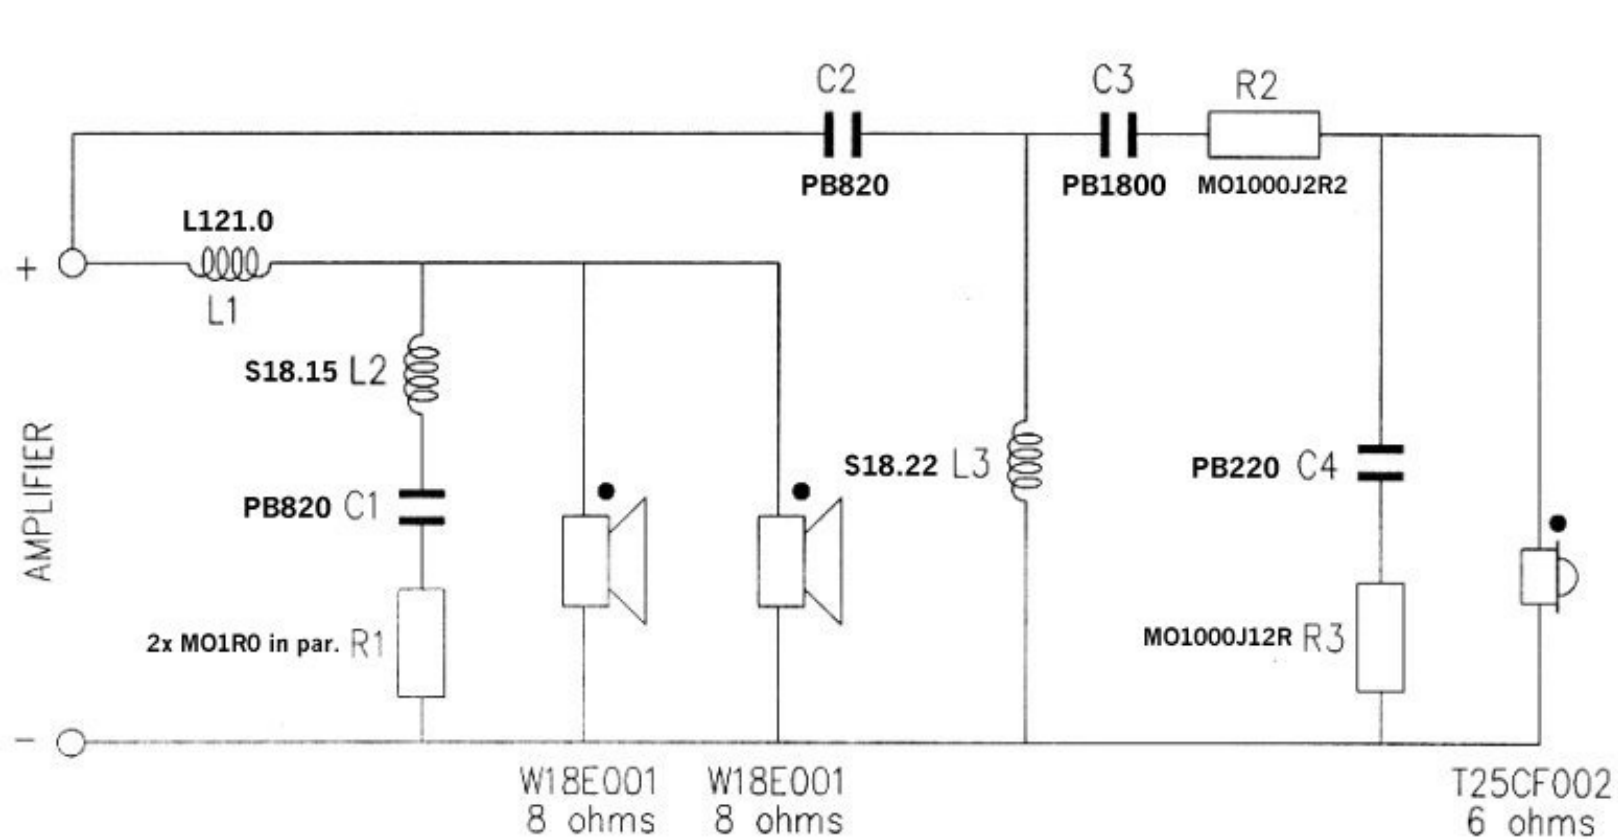 C2
C3
R2
PB820
PB1800
MO1000J2R2
L121.0
+
L1
S18.15 L2
S18.22 L3
PB220 C4
AMPLIFIER
PB820 C1
2x MO1R0 in par. R1
MO1000J12R R3
-
W18E001
8 ohms
W18E001
8 ohms
T25CF002
6 ohms